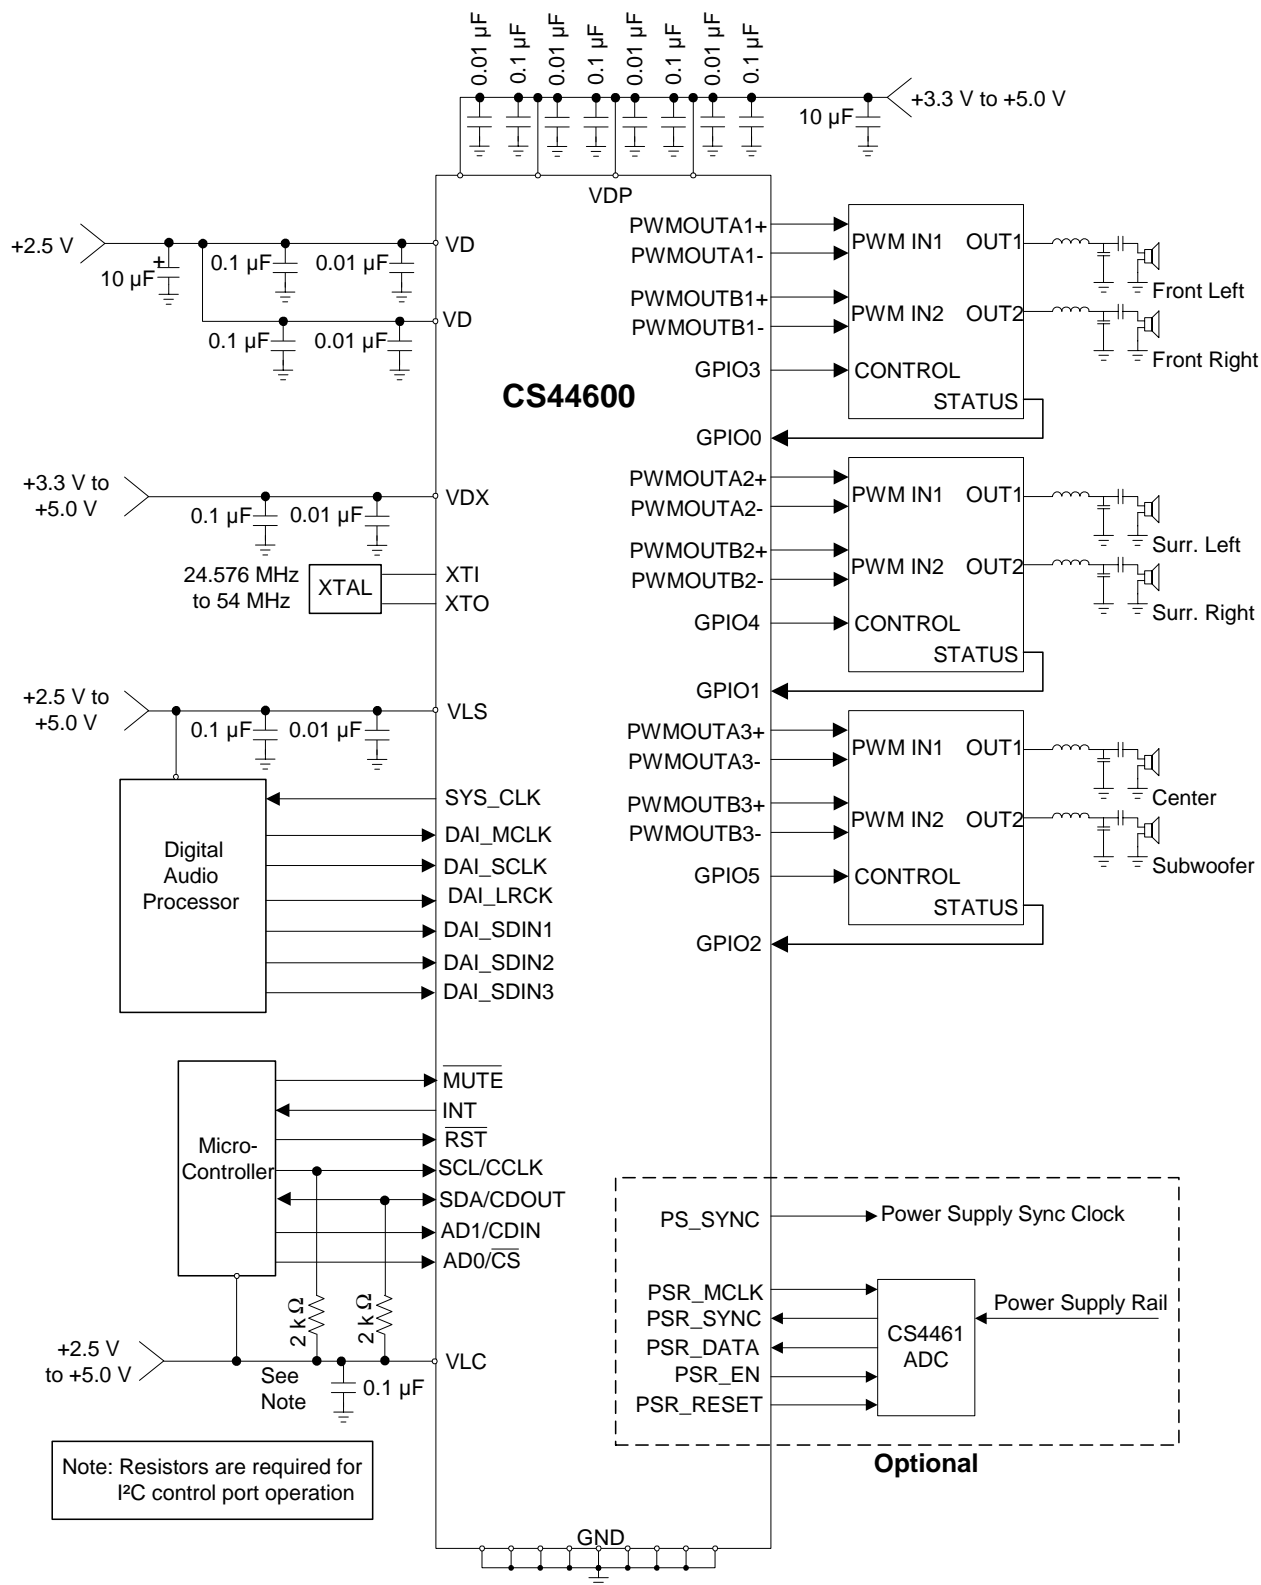 0.01 µF
0.1 µF
0.01 µF
0.1 µF
0.01 µF
0.1 µF
0.01 µF
0.1 µF
10 µF
+3.3 V to +5.0 V
VDP
+2.5 V
+
10 µF
0.1 µF
0.01 µF
VD
0.1 µF
0.01 µF
VD
CS44600
+3.3 V to
+5.0 V
0.1 µF
0.01 µF
VDX
24.576 MHz
to 54 MHz
XTAL
XTI
XTO
+2.5 V to
+5.0 V
0.1 µF
0.01 µF
VLS
Digital
Audio
Processor
SYS_CLK
DAI_MCLK
DAI_SCLK
DAI_LRCK
DAI_SDIN1
DAI_SDIN2
DAI_SDIN3
Micro-
Controller
MUTE
INT
RST
SCL/CCLK
SDA/CDOUT
AD1/CDIN
AD0/CS
2 kΩ
2 kΩ
+2.5 V
to +5.0 V
See
Note
0.1 µF
VLC
Note: Resistors are required for
I²C control port operation
PWMOUTA1+
PWMOUTA1-
PWMOUTB1+
PWMOUTB1-
GPIO3
GPIO0
PWM IN1
OUT1
PWM IN2
OUT2
CONTROL
STATUS
Front Left
Front Right
PWMOUTA2+
PWMOUTA2-
PWMOUTB2+
PWMOUTB2-
GPIO4
GPIO1
PWM IN1
OUT1
PWM IN2
OUT2
CONTROL
STATUS
Surr. Left
Surr. Right
PWMOUTA3+
PWMOUTA3-
PWMOUTB3+
PWMOUTB3-
GPIO5
GPIO2
PWM IN1
OUT1
PWM IN2
OUT2
CONTROL
STATUS
Center
Subwoofer
PS_SYNC
Power Supply Sync Clock
PSR_MCLK
PSR_SYNC
PSR_DATA
PSR_EN
PSR_RESET
CS4461
ADC
Power Supply Rail
Optional
GND